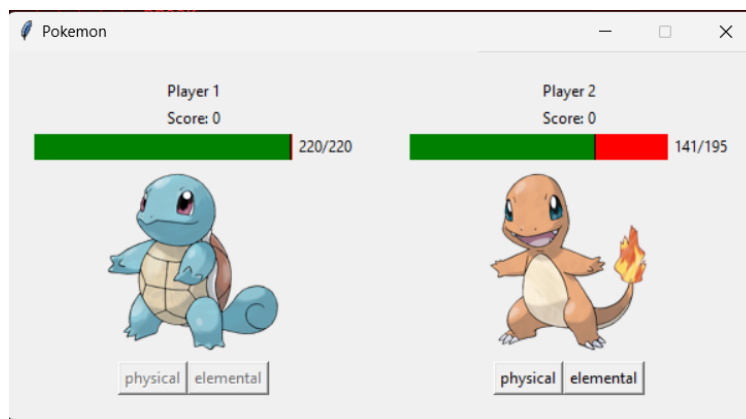 Pokemon
Player 1
Score: 0
220/220
physical elemental
Player 2
Score: 0
141/195
physical elemental